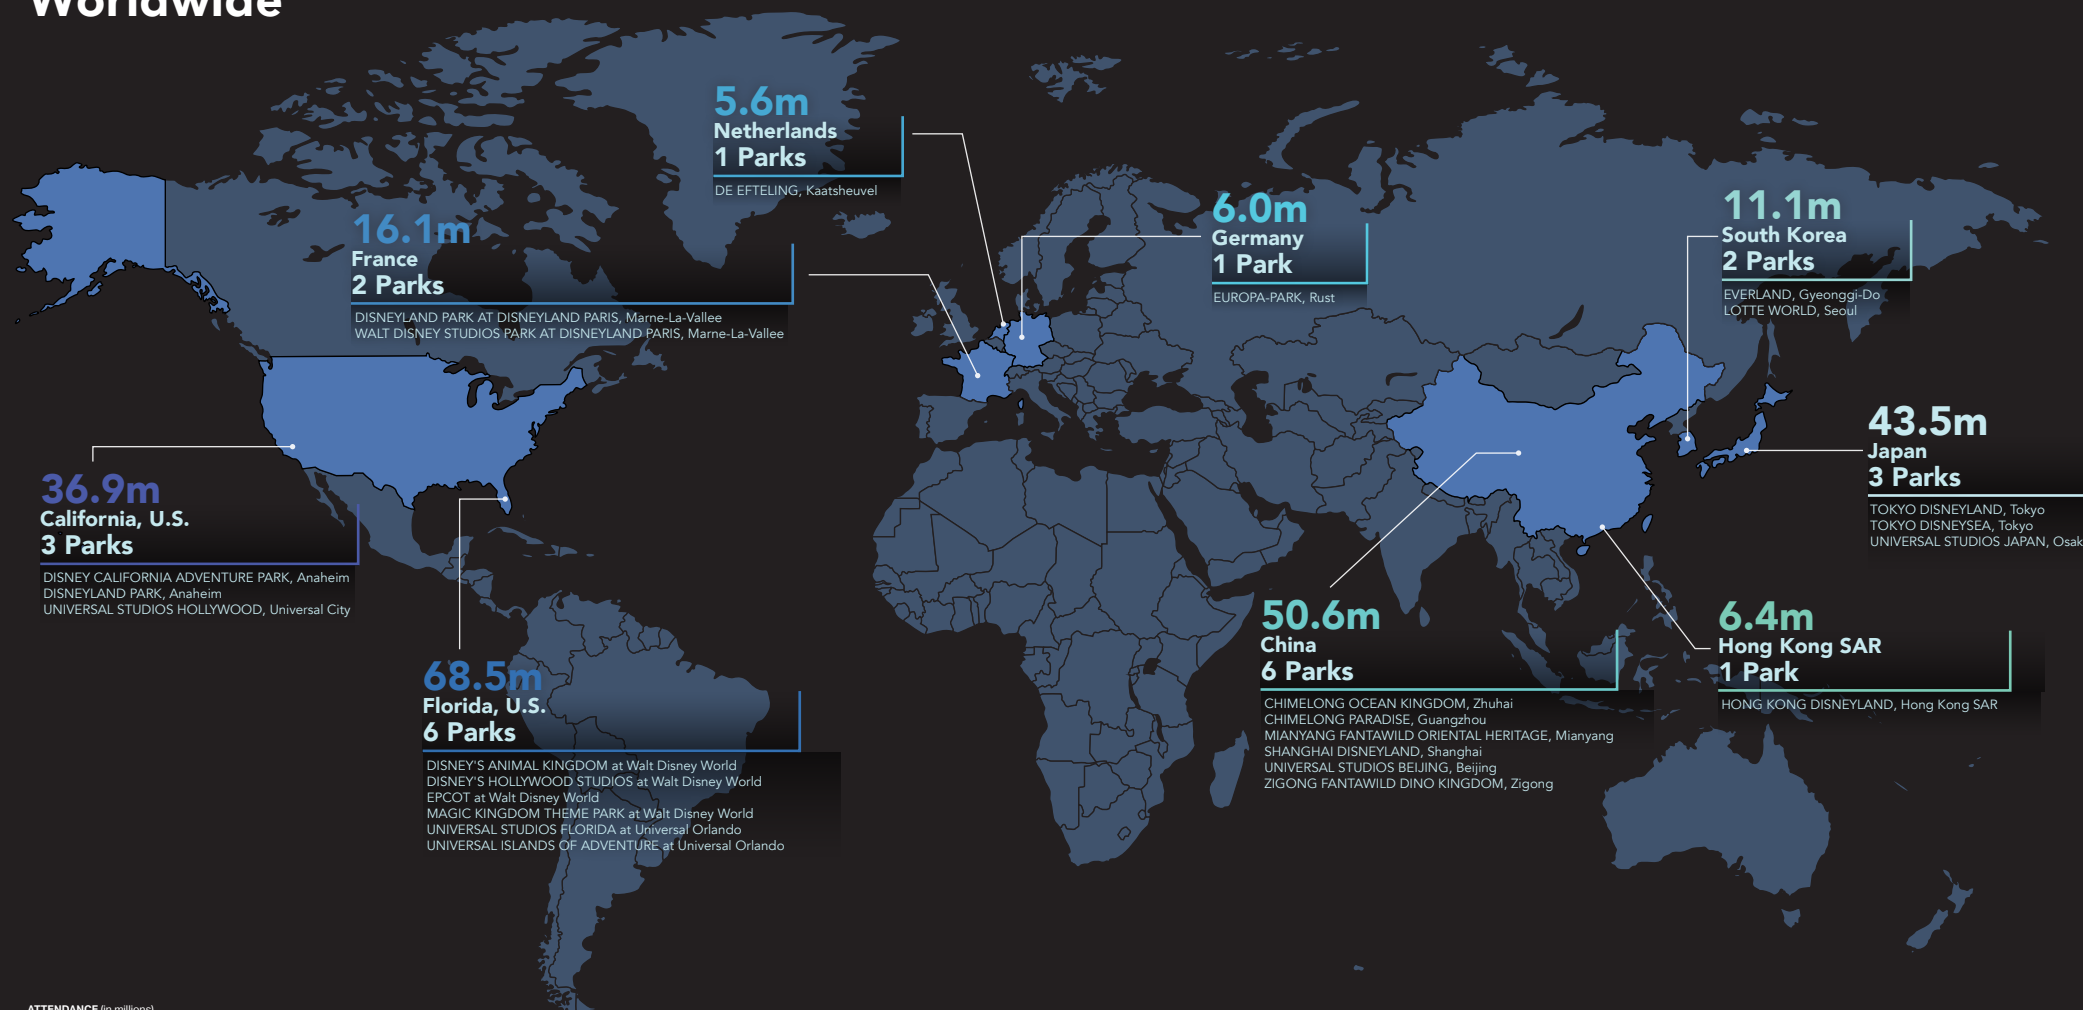 Worldwide
5.6m
Netherlands
1 Parks
DE EFTELING, Kaatsheuvel
16.1m
France
2 Parks
DISNEYLAND PARK AT DISNEYLAND PARIS, Marne-La-Vallee
WALT DISNEY STUDIOS PARK AT DISNEYLAND PARIS, Marne-La-Vallee
6.0m
Germany
1 Park
EUROPA-PARK, Rust
11.1m
South Korea
2 Parks
EVERLAND, Gyeonggi-Do
LOTTE WORLD, Seoul
43.5m
Japan
3 Parks
TOKYO DISNEYLAND, Tokyo
TOKYO DISNEYSEA, Tokyo
UNIVERSAL STUDIOS JAPAN, Osak
36.9m
California, U.S.
3 Parks
DISNEY CALIFORNIA ADVENTURE PARK, Anaheim
DISNEYLAND PARK, Anaheim
UNIVERSAL STUDIOS HOLLYWOOD, Universal City
68.5m
Florida, U.S.
6 Parks
DISNEY'S ANIMAL KINGDOM at Walt Disney World
DISNEY'S HOLLYWOOD STUDIOS at Walt Disney World
EPCOT at Walt Disney World
MAGIC KINGDOM THEME PARK at Walt Disney World
UNIVERSAL STUDIOS FLORIDA at Universal Orlando
UNIVERSAL ISLANDS OF ADVENTURE at Universal Orlando
50.6m
China
6 Parks
CHIMELONG OCEAN KINGDOM, Zhuhai
CHIMELONG PARADISE, Guangzhou
MIANYANG FANTAWILD ORIENTAL HERITAGE, Mianyang
SHANGHAI DISNEYLAND, Shanghai
UNIVERSAL STUDIOS BEIJING, Beijing
ZIGONG FANTAWILD DINO KINGDOM, Zigong
6.4m
Hong Kong SAR
1 Park
HONG KONG DISNEYLAND, Hong Kong SAR
ATTENDANCE (in millions)